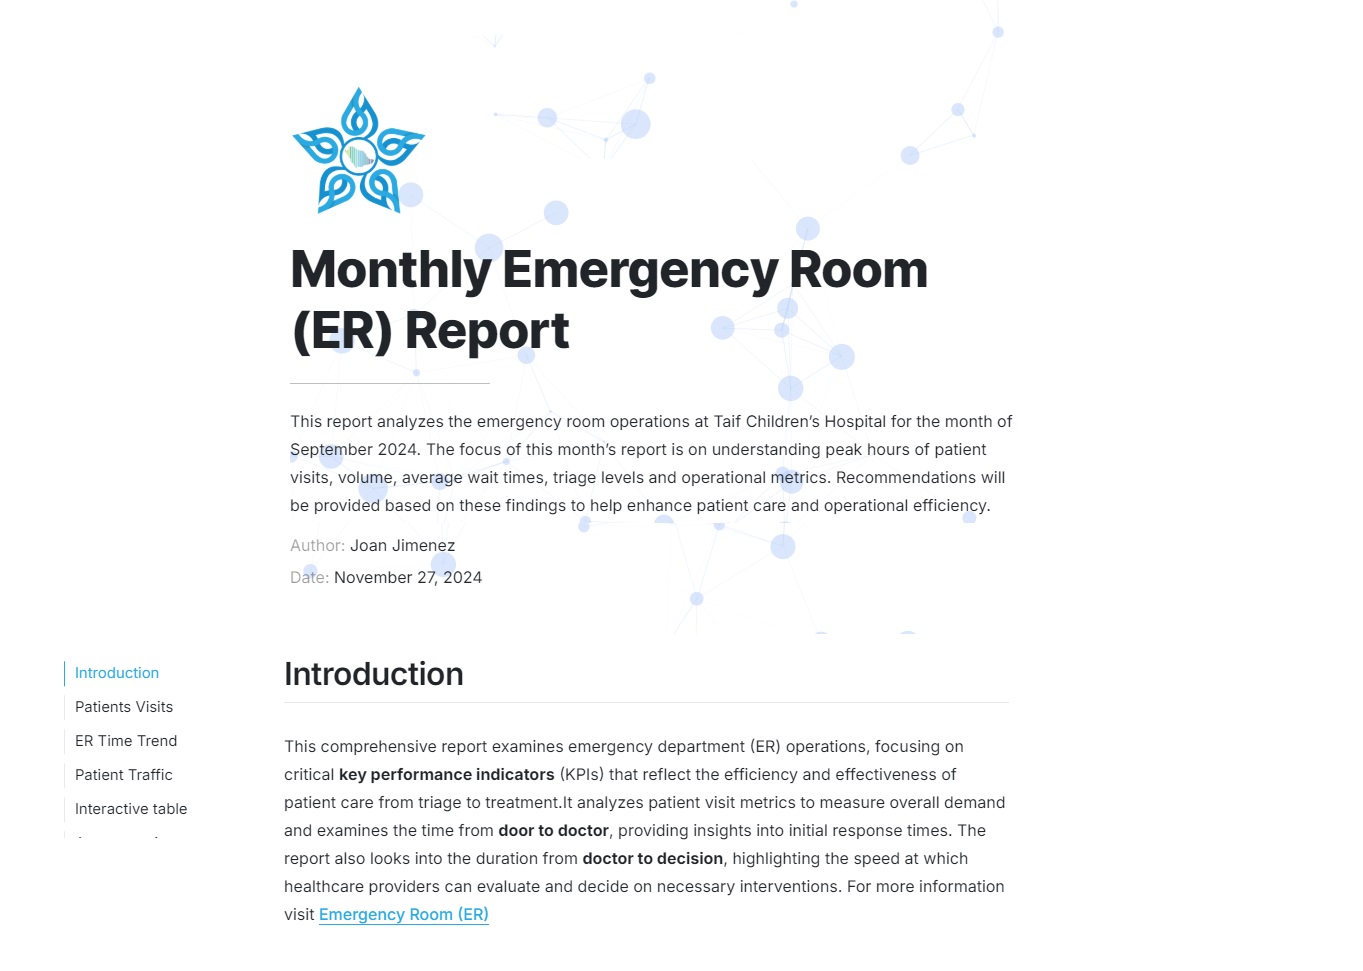 Monthly Emergency Room
(ER) Report
This report analyzes the emergency room operations at Taif Children’s Hospital for the month of
September 2024. The focus of this month’s report is on understanding peak hours of patient
visits, volume, average wait times, triage levels and operational metrics. Recommendations will
be provided based on these findings to help enhance patient care and operational efficiency.
Author: Joan Jimenez
Date: November 27, 2024
Introduction
Patients Visits
ER Time Trend
Patient Traffic
Interactive table
Introduction
This comprehensive report examines emergency department (ER) operations, focusing on
critical key performance indicators (KPIs) that reflect the efficiency and effectiveness of
patient care from triage to treatment.It analyzes patient visit metrics to measure overall demand
and examines the time from door to doctor, providing insights into initial response times. The
report also looks into the duration from doctor to decision, highlighting the speed at which
healthcare providers can evaluate and decide on necessary interventions. For more information
visit Emergency Room (ER)